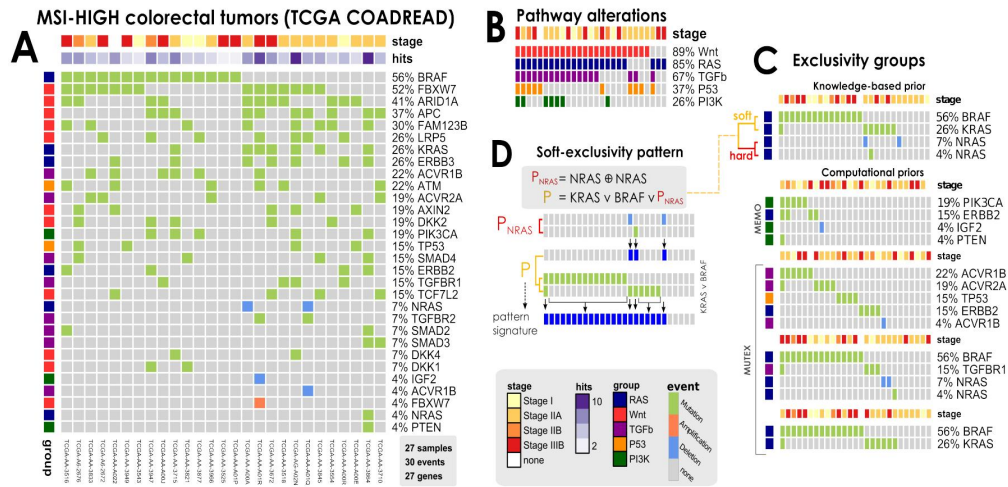 MSI-HIGH colorectal tumors (TCGA COADREAD)
A
stage
hits
56% BRAF
52% FBXW7
41% ARID1A
37% APC
30% FAM123B
26% LRP5
26% KRAS
26% ERBB3
22% ACVR1B
22% ATM
19% ACVR2A
19% AXIN2
19% DKK2
19% PIK3CA
15% TP53
15% SMAD4
15% ERBB2
15% TGFBR1
15% TCF7L2
7% NRAS
7% TGFBR2
7% SMAD2
7% SMAD3
7% DKK4
7% DKK1
4% IGF2
4% ACVR1B
4% FBXW7
4% NRAS
4% PTEN
group
27 samples
30 events
27 genes
B
Pathway alterations
stage
89% Wnt
85% RAS
67% TGFb
37% P53
26% PI3K
D
Soft-exclusivity pattern
PNRAS = NRAS ⊕ NRAS
P = KRAS ∨ BRAF ∨ PNRAS
PNRAS
P
KRAS ∨ BRAF
pattern
signature
stage
Stage I
Stage IIA
Stage IIB
Stage IIIB
none
hits
10
2
group
RAS
Wnt
TGFb
P53
PI3K
event
Mutation
Amplification
Deletion
none
C
Exclusivity groups
Knowledge-based prior
stage
soft
hard
56% BRAF
26% KRAS
7% NRAS
4% NRAS
Computational priors
stage
MEMO
19% PIK3CA
15% ERBB2
4% IGF2
4% PTEN
MUTEX
stage
22% ACVR1B
19% ACVR2A
15% TP53
15% ERBB2
4% ACVR1B
stage
56% BRAF
15% TGFBR1
7% NRAS
4% NRAS
stage
56% BRAF
26% KRAS